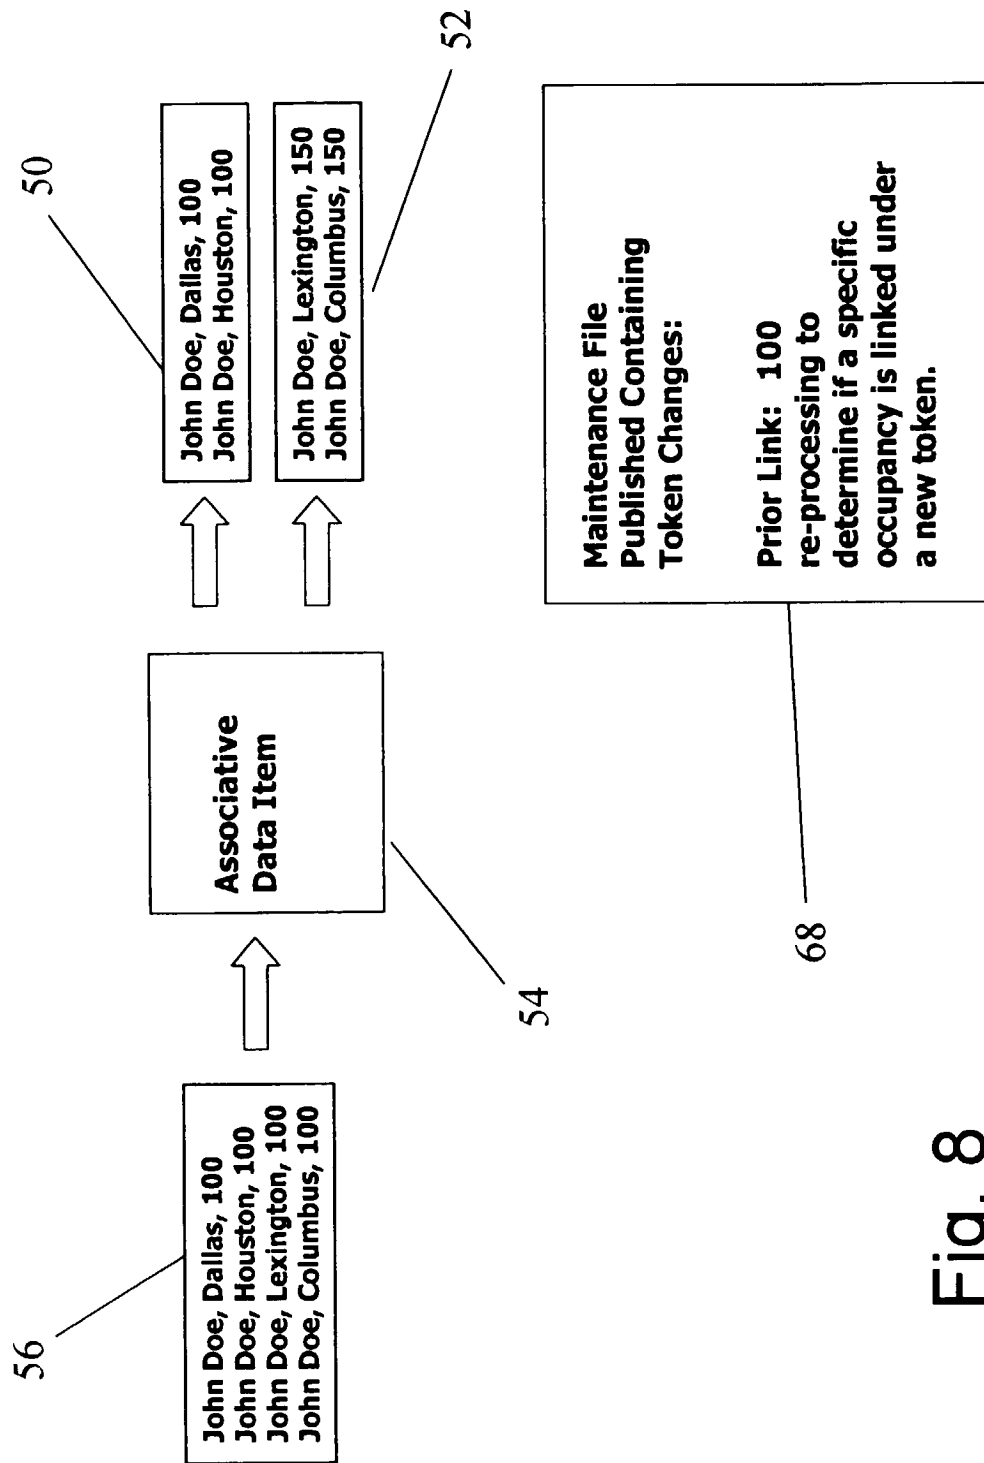 56
John Doe, Dallas, 100
John Doe, Houston, 100
John Doe, Lexington, 100
John Doe, Columbus, 100
54
Associative
Data Item
50
John Doe, Dallas, 100
John Doe, Houston, 100
John Doe, Lexington, 150
John Doe, Columbus, 150
52
68
Maintenance File
Published Containing
Token Changes:
Prior Link: 100
re-processing to
determine if a specific
occupancy is linked under
a new token.
Fig. 8